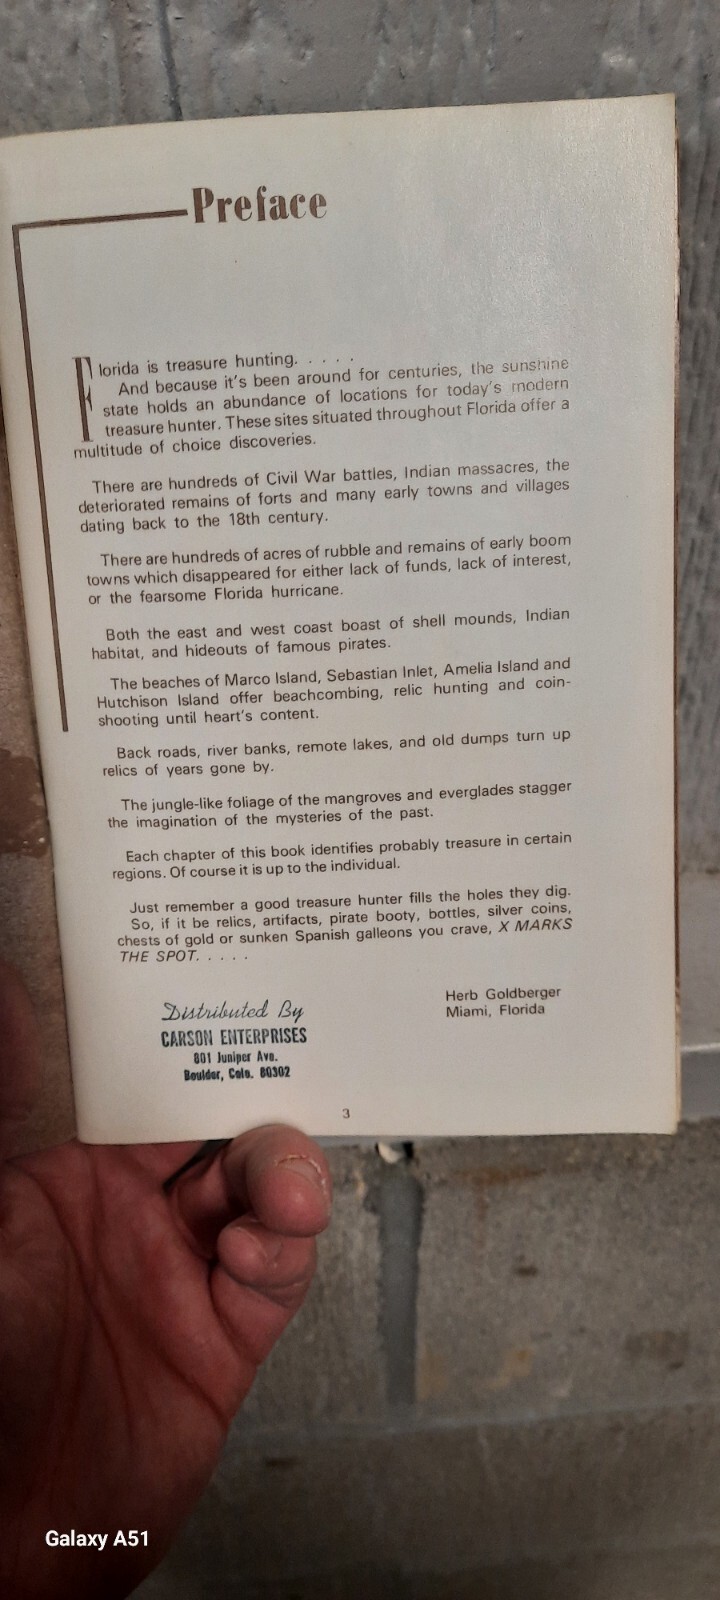 Preface
Florida is treasure hunting. . . . .
And because it's been around for centuries, the sunshine
state holds an abundance of locations for today's modern
treasure hunter. These sites situated throughout Florida offer a
multitude of choice discoveries.
There are hundreds of Civil War battles, Indian massacres, the
deteriorated remains of forts and many early towns and villages
dating back to the 18th century.
There are hundreds of acres of rubble and remains of early boom
towns which disappeared for either lack of funds, lack of interest,
or the fearsome Florida hurricane.
Both the east and west coast boast of shell mounds, Indian
habitat, and hideouts of famous pirates.
The beaches of Marco Island, Sebastian Inlet, Amelia Island and
Hutchison Island offer beachcombing, relic hunting and coin-
shooting until heart's content.
Back roads, river banks, remote lakes, and old dumps turn up
relics of years gone by.
The jungle-like foliage of the mangroves and everglades stagger
the imagination of the mysteries of the past.
Each chapter of this book identifies probably treasure in certain
regions. Of course it is up to the individual.
Just remember a good treasure hunter fills the holes they dig.
So, if it be relics, artifacts, pirate booty, bottles, silver coins,
chests of gold or sunken Spanish galleons you crave, X MARKS
THE SPOT. . . . .
Herb Goldberger
Miami, Florida
Distributed By
CARSON ENTERPRISES
801 Juniper Ave.
Boulder, Colo. 80302
3
Galaxy A51